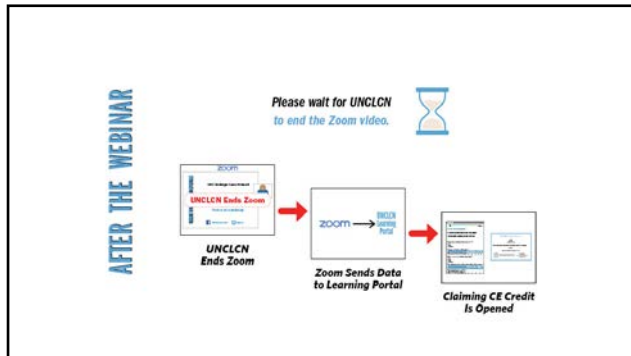 AFTER THE WEBINAR
Please wait for UNCLCN
to end the Zoom video.
zoom
UNCLCN Ends Zoom
UNCLCN
Ends Zoom
zoom
UNCLCN
Learning
Portal
Zoom Sends Data
to Learning Portal
Claiming CE Credit
Is Opened